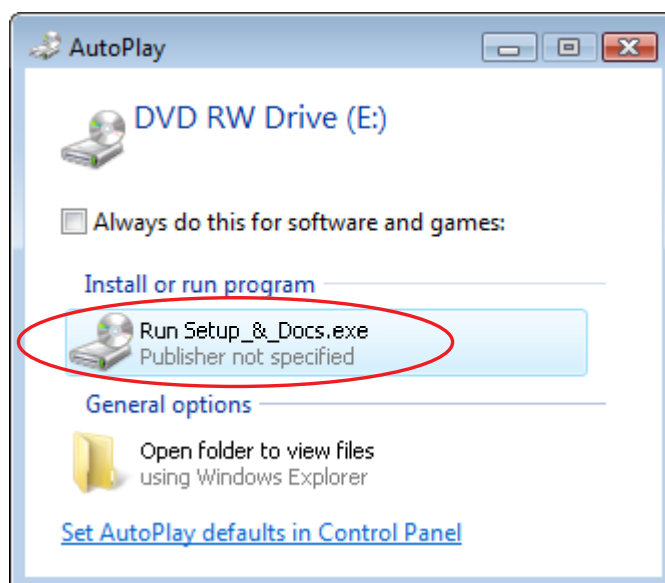 AutoPlay
DVD RW Drive (E:)
Always do this for software and games:
Install or run program
Run Setup_&_Docs.exe
Publisher not specified
General options
Open folder to view files
using Windows Explorer
Set AutoPlay defaults in Control Panel